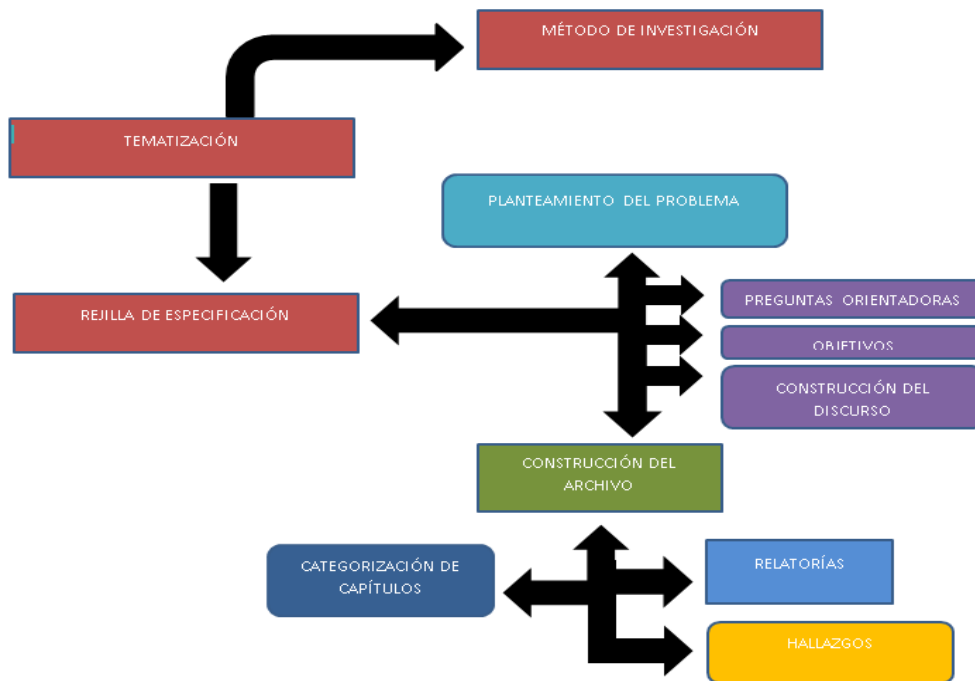 MÉTODO DE INVESTIGACIÓN
TEMATIZACIÓN
PLANTEAMIENTO DEL PROBLEMA
REJILLA DE ESPECIFICACIÓN
PREGUNTAS ORIENTADORAS
OBJETIVOS
CONSTRUCCIÓN DEL
DISCURSO
CONSTRUCCIÓN DEL
ARCHIVO
CATEGORIZACIÓN DE
CAPÍTULOS
RELATORÍAS
HALLAZGOS